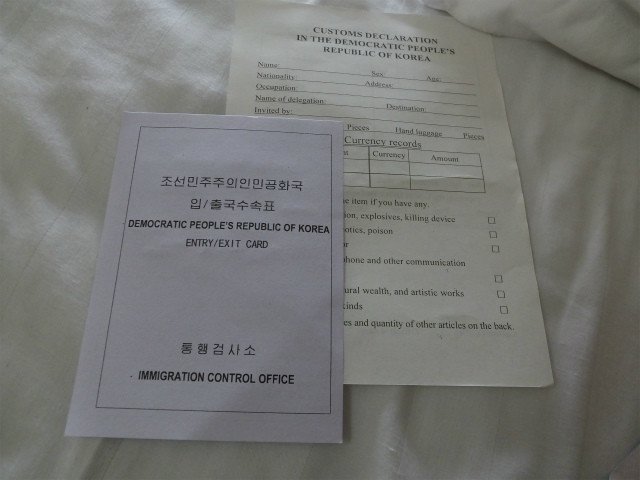 조선민주주의인민공화국
입/출국수속표
DEMOCRATIC PEOPLE'S REPUBLIC OF KOREA
ENTRY/EXIT CARD
통행검사소
IMMIGRATION CONTROL OFFICE
CUSTOMS DECLARATION
IN THE DEMOCRATIC PEOPLE'S
REPUBLIC OF KOREA
Name: Sex: Age:
Nationality: Address:
Occupation:
Name of delegation: Destination:
Invited by:
Pieces Hand luggage Pieces
Currency records
Currency Amount
e item if you have any.
explosives, killing device
poison
phone and other communication
wealth, and artistic works
kinds
es and quantity of other articles on the back.